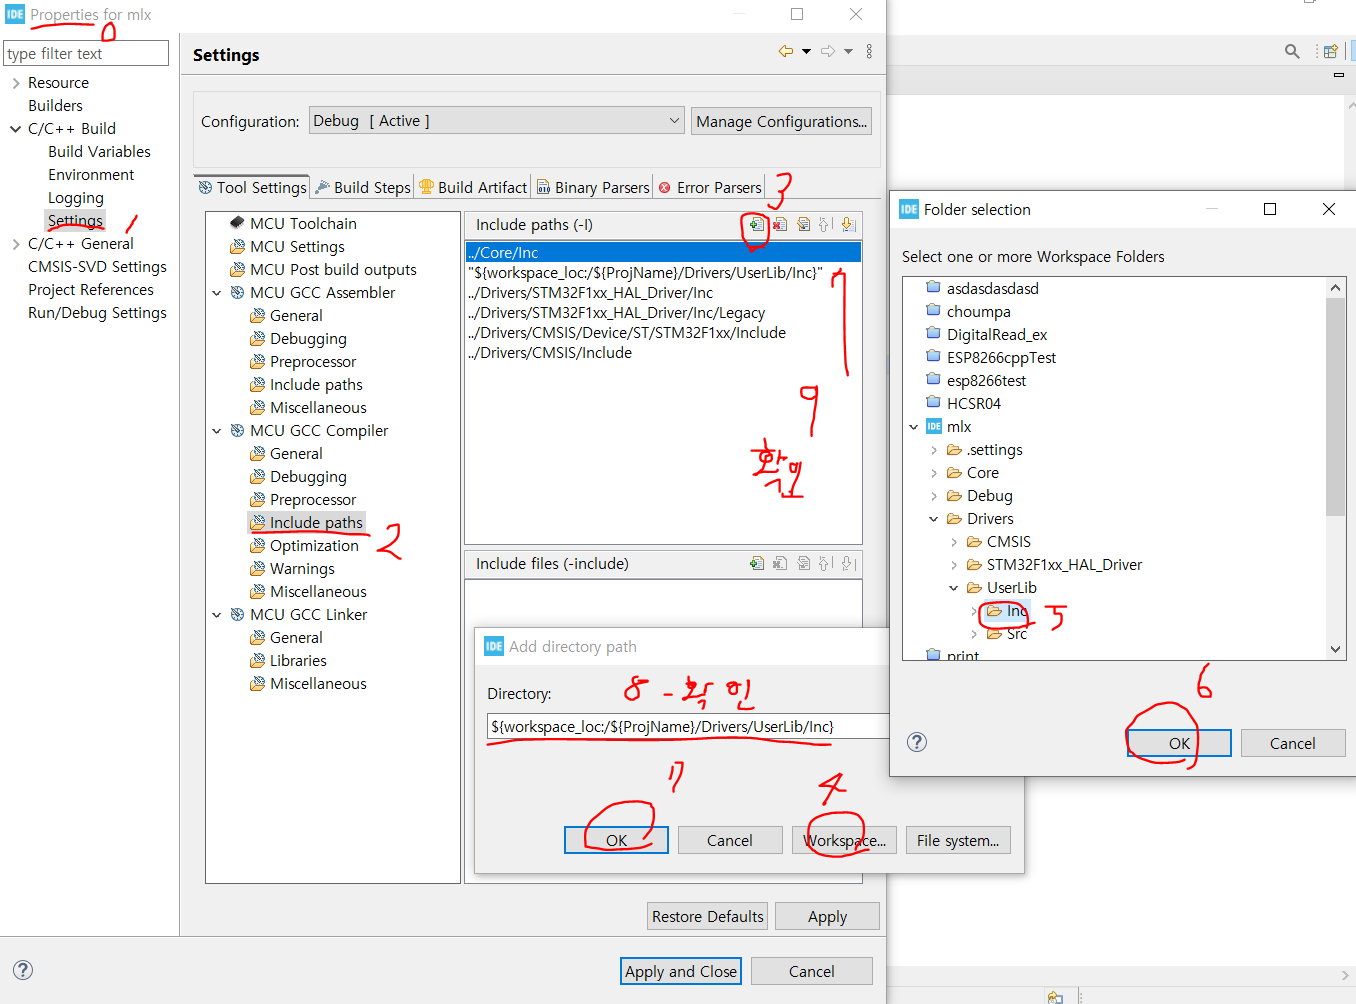 IDE Properties for mlx
0
type filter text
Resource
Builders
C/C++ Build
Build Variables
Environment
Logging
Settings 1
C/C++ General
CMSIS-SVD Settings
Project References
Run/Debug Settings
Settings
Configuration: Debug [ Active ] Manage Configurations...
Tool Settings Build Steps Build Artifact Binary Parsers Error Parsers
3
MCU Toolchain
MCU Settings
MCU Post build outputs
MCU GCC Assembler
General
Debugging
Preprocessor
Include paths
Miscellaneous
MCU GCC Compiler
General
Debugging
Preprocessor
Include paths
2
Optimization
Warnings
Miscellaneous
MCU GCC Linker
General
Libraries
Miscellaneous
Include paths (-I)
../Core/Inc
"${workspace_loc:/${ProjName}/Drivers/UserLib/Inc}"
../Drivers/STM32F1xx_HAL_Driver/Inc
../Drivers/STM32F1xx_HAL_Driver/Inc/Legacy
../Drivers/CMSIS/Device/ST/STM32F1xx/Include
../Drivers/CMSIS/Include
9
확인
Include files (-include)
IDE Add directory path
Directory:
8 - 확인
${workspace_loc:/${ProjName}/Drivers/UserLib/Inc}
7
4
OK Cancel Workspace... File system...
Restore Defaults Apply
Apply and Close Cancel
IDE Folder selection
Select one or more Workspace Folders
asdasdasdasd
choumpa
DigitalRead_ex
ESP8266cppTest
esp8266test
HCSR04
IDE mlx
.settings
Core
Debug
Drivers
CMSIS
STM32F1xx_HAL_Driver
UserLib
Inc 5
Src
print
6
OK Cancel